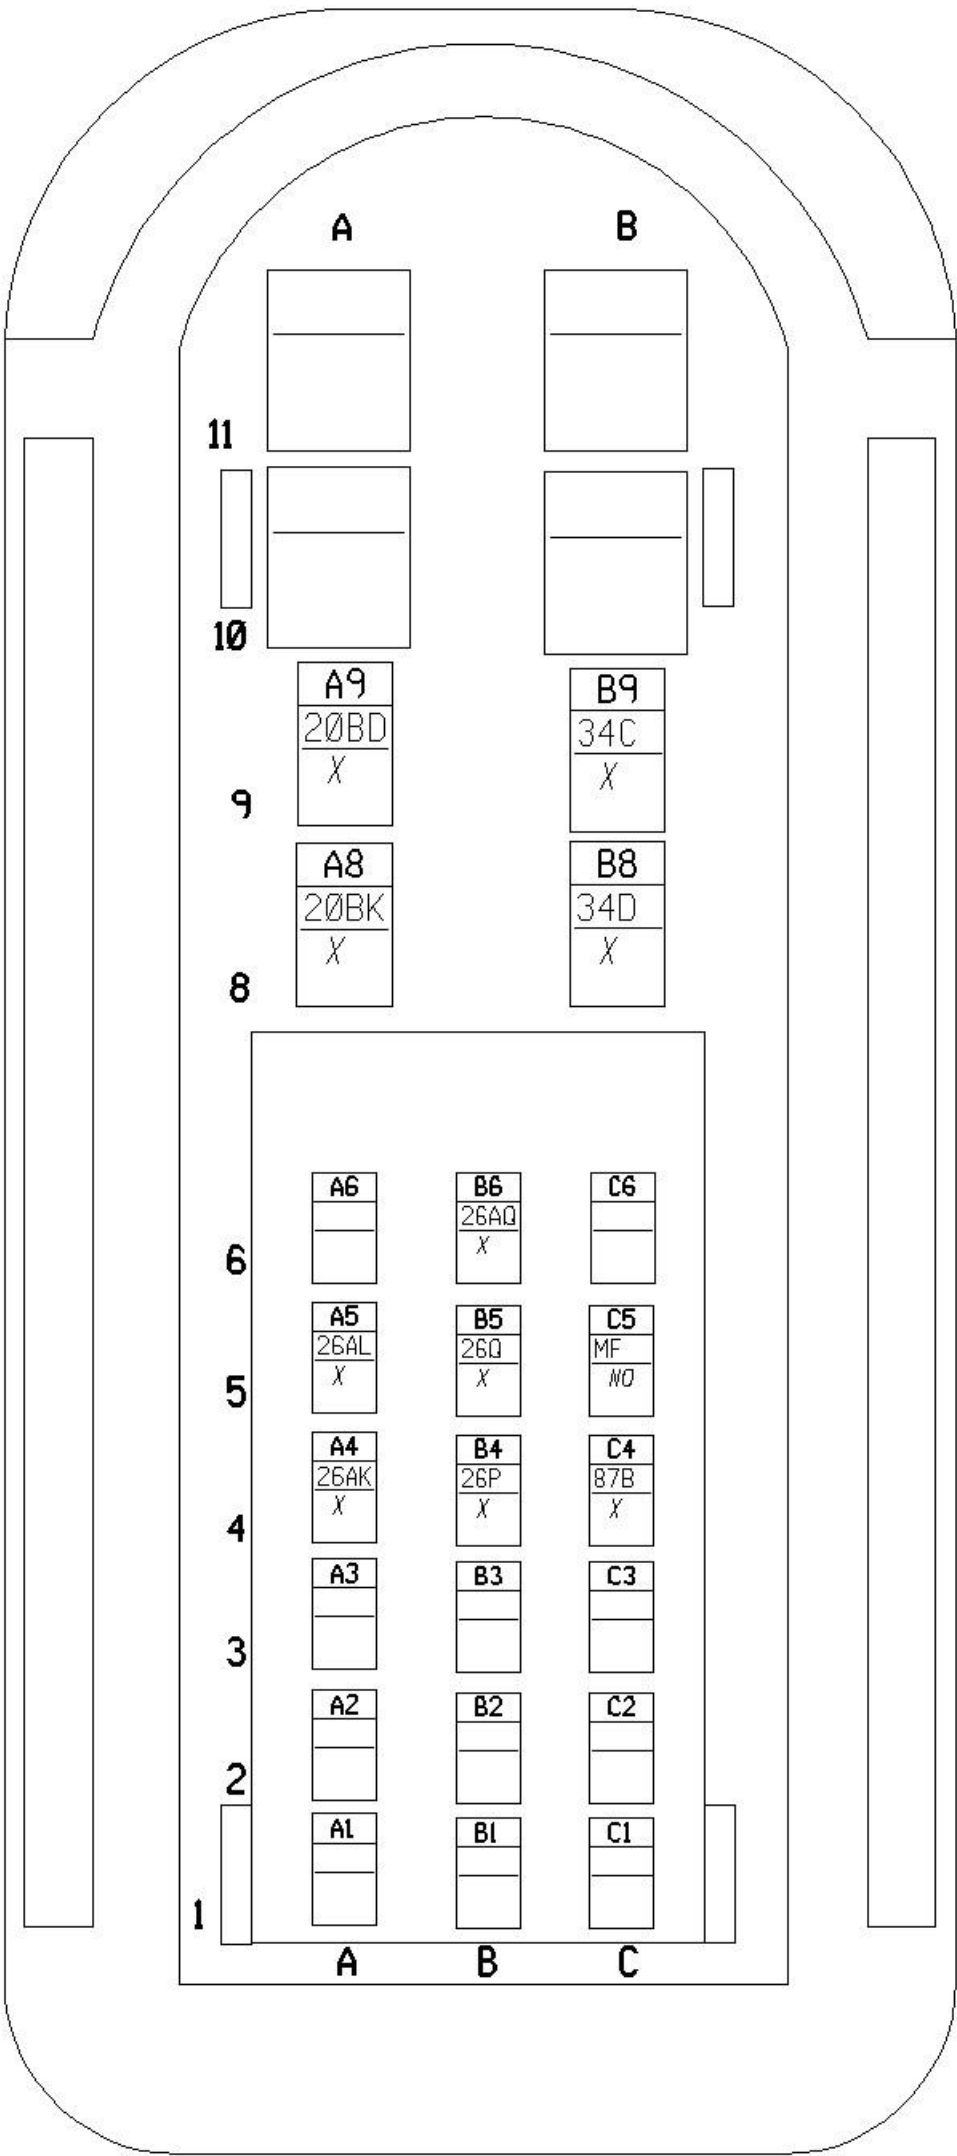 A B
11
10
A9 B9
20BD 34C
X X
9
A8 B8
20BK 34D
X X
8
A6 B6 C6
26AQ
X
6
A5 B5 C5
26AL 26Q MF
X X NO
5
A4 B4 C4
26AK 26P 87B
X X X
4
A3 B3 C3
3
A2 B2 C2
2
A1 B1 C1
1
A B C